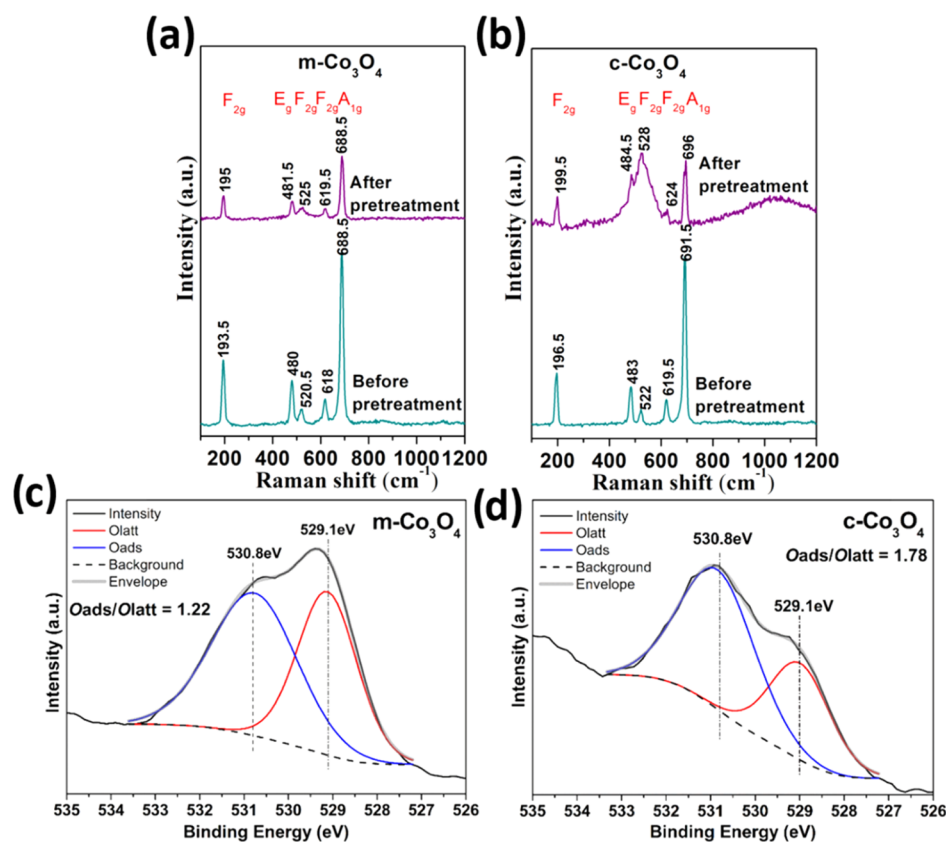 (a)
m-Co3O4
F2g EgF2gF2gA1g
195
481.5
525
619.5
688.5
After
pretreatment
193.5
480
520.5
618
688.5
Before
pretreatment
Intensity (a.u.)
200 400 600 800 1000 1200
Raman shift (cm-1)
(b)
c-Co3O4
F2g EgF2gF2gA1g
199.5
484.5
528
624
696
After
pretreatment
196.5
483
522
619.5
691.5
Before
pretreatment
Intensity (a.u.)
200 400 600 800 1000 1200
Raman shift (cm-1)
(c)
Intensity
Olatt
Oads
Background
Envelope
m-Co3O4
530.8eV
529.1eV
Oads/Olatt = 1.22
Intensity (a.u.)
535 534 533 532 531 530 529 528 527 526
Binding Energy (eV)
(d)
Intensity
Olatt
Oads
Background
Envelope
c-Co3O4
530.8eV
Oads/Olatt = 1.78
529.1eV
Intensity (a.u.)
535 534 533 532 531 530 529 528 527 526
Binding Energy (eV)